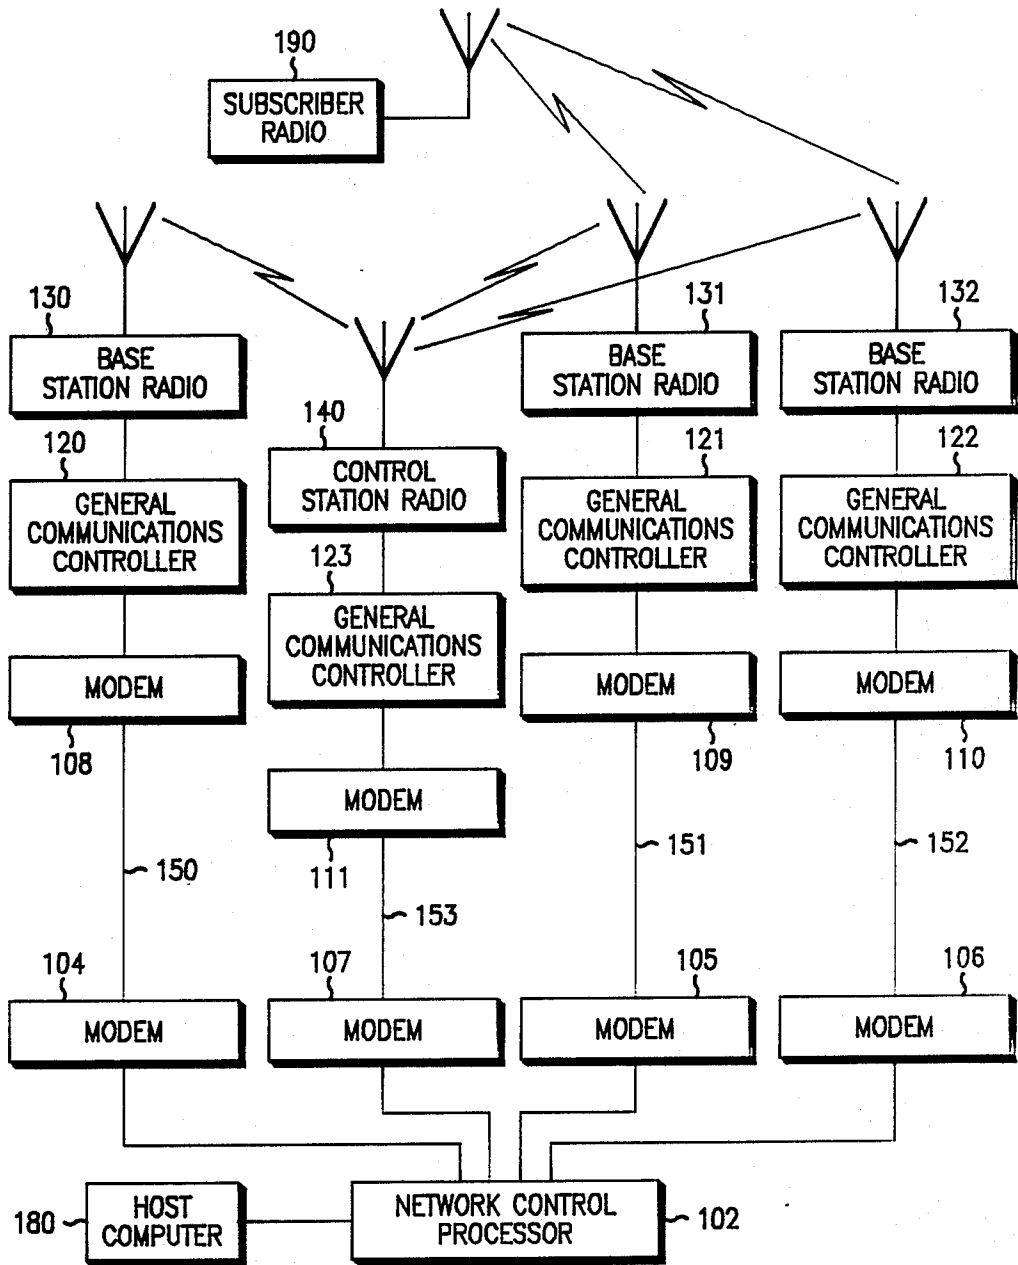 190
SUBSCRIBER
RADIO
130
131
132
BASE
STATION RADIO
BASE
STATION RADIO
BASE
STATION RADIO
140
CONTROL
STATION RADIO
120
121
122
GENERAL
COMMUNICATIONS
CONTROLLER
GENERAL
COMMUNICATIONS
CONTROLLER
GENERAL
COMMUNICATIONS
CONTROLLER
123
GENERAL
COMMUNICATIONS
CONTROLLER
MODEM
MODEM
MODEM
108
109
110
MODEM
111
150
151
152
153
104
107
105
106
MODEM
MODEM
MODEM
MODEM
180
HOST
COMPUTER
NETWORK CONTROL
PROCESSOR
102